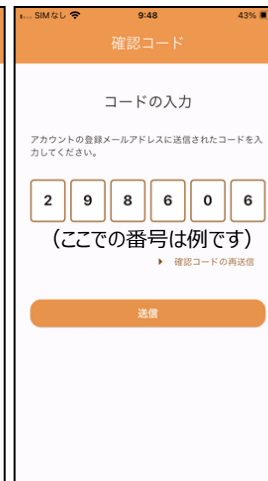 SIMなし 9:48 43%
確認コード
コードの入力
アカウントの登録メールアドレスに送信されたコードを入
力してください。
2 9 8 6 0 6
（ここでの番号は例です）
確認コードの再送信
送信